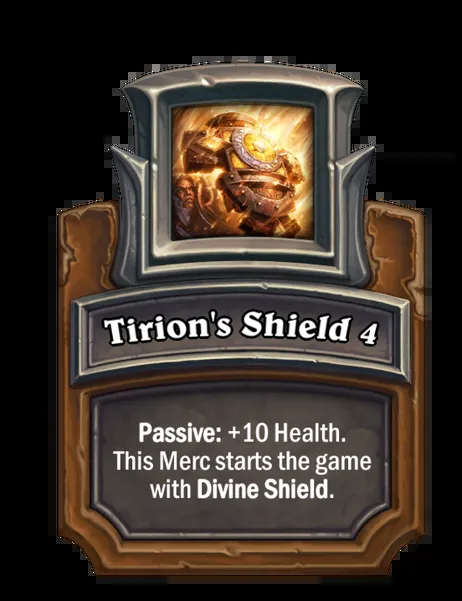 Tirion's Shield 4
Passive: +10 Health.
This Merc starts the game
with Divine Shield.